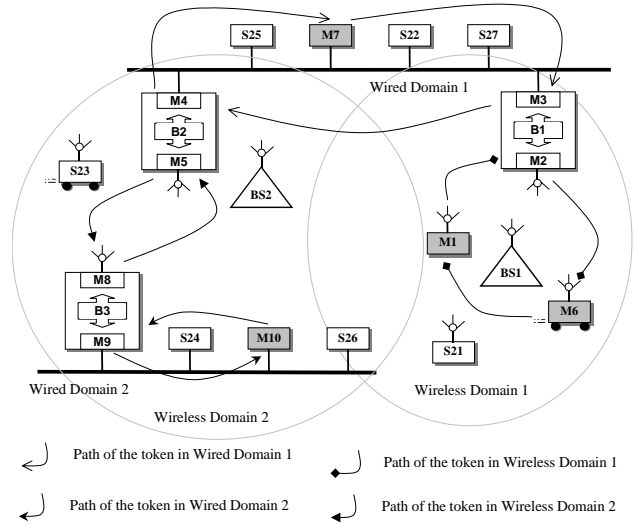 S25 M7 S22 S27
Wired Domain 1
M4 M3
B2 B1
M5 M2
S23
BS2
M1
BS1
M8
B3
M9
S24 M10 S26
M6
S21
Wired Domain 2
Wireless Domain 2
Wireless Domain 1
Path of the token in Wired Domain 1
Path of the token in Wireless Domain 1
Path of the token in Wired Domain 2
Path of the token in Wireless Domain 2